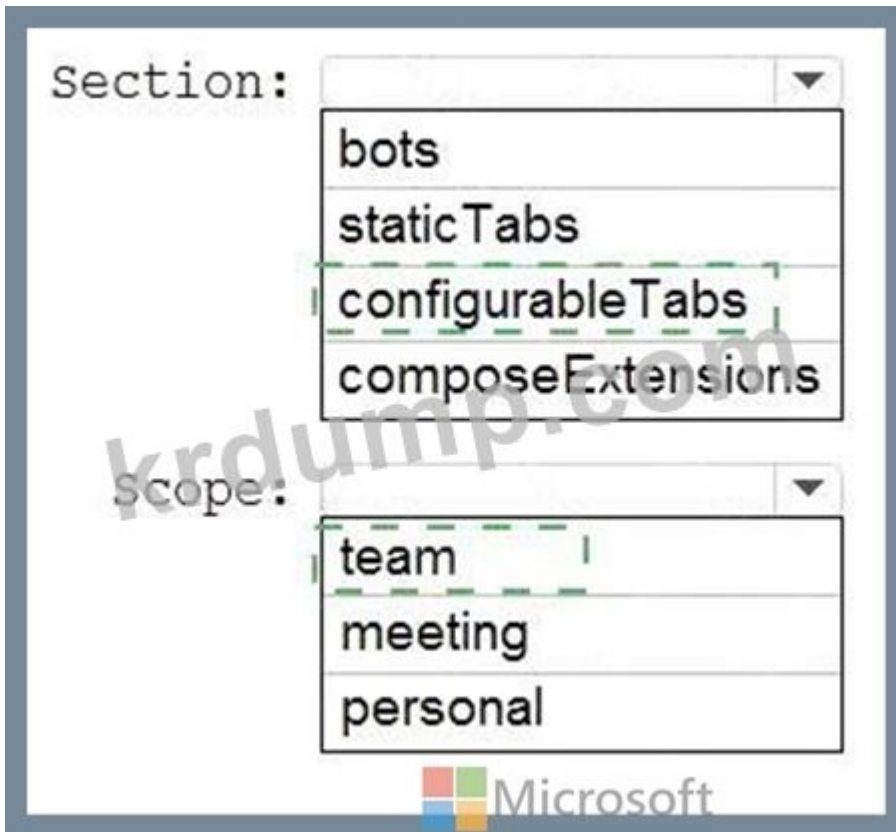 Section:
bots
staticTabs
configurableTabs
composeExtensions
krdump.com
Scope:
team
meeting
personal
Microsoft